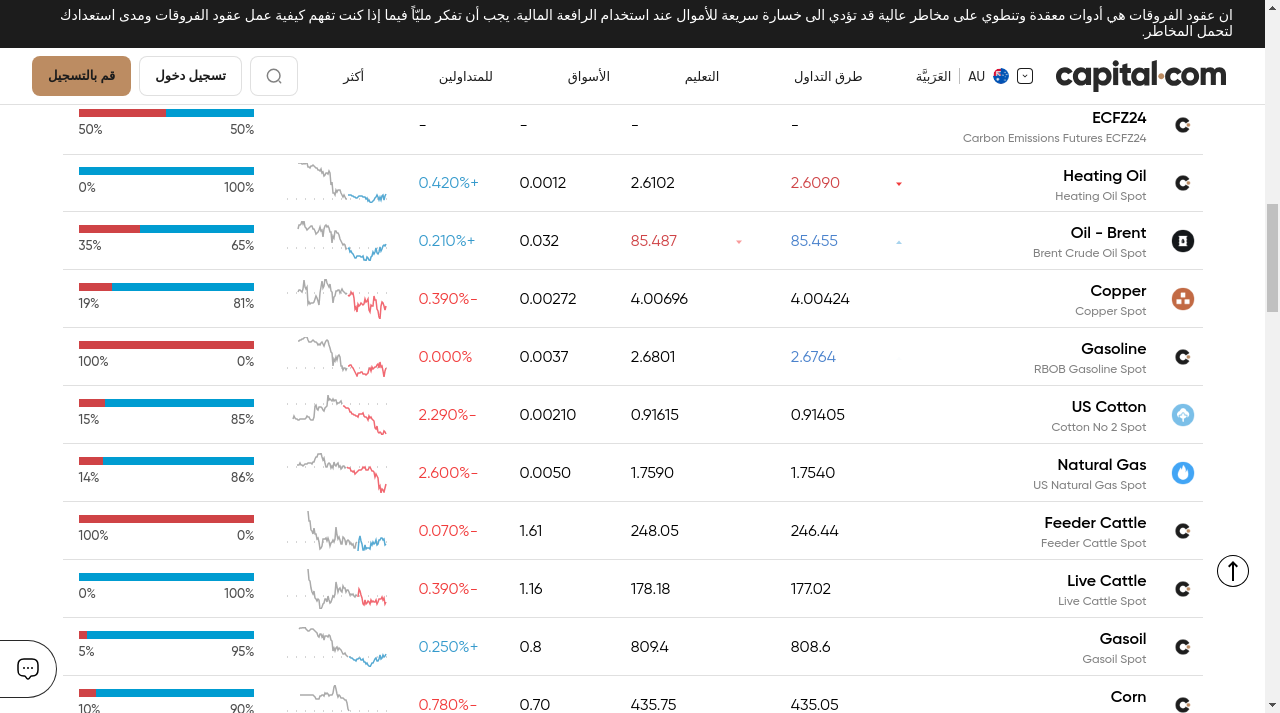 ان عقود الفروقات هي أدوات معقدة وتنطوي على مخاطر عالية قد تؤدي الى خسارة سريعة للأموال عند استخدام الرافعة المالية. يجب أن تفكر مليّاً فيما إذا كنت تفهم كيفية عمل عقود الفروقات ومدى استعدادك
لتحمل المخاطر.
capital.com AU العَرَبيَّة طرق التداول التعليم الأسواق للمتداولين أكثر تسجيل دخول قم بالتسجيل
ECFZ24 - - - - 50% 50%
Carbon Emissions Futures ECFZ24
Heating Oil 2.6090 2.6102 0.0012 0.420%+ 100% 0%
Heating Oil Spot
Oil - Brent 85.455 85.487 0.032 0.210%+ 65% 35%
Brent Crude Oil Spot
Copper 4.00424 4.00696 0.00272 0.390%- 81% 19%
Copper Spot
Gasoline 2.6764 2.6801 0.0037 0.000% 0% 100%
RBOB Gasoline Spot
US Cotton 0.91405 0.91615 0.00210 2.290%- 85% 15%
Cotton No 2 Spot
Natural Gas 1.7540 1.7590 0.0050 2.600%- 86% 14%
US Natural Gas Spot
Feeder Cattle 246.44 248.05 1.61 0.070%- 0% 100%
Feeder Cattle Spot
Live Cattle 177.02 178.18 1.16 0.390%- 100% 0%
Live Cattle Spot
Gasoil 808.6 809.4 0.8 0.250%+ 95% 5%
Gasoil Spot
Corn 435.05 435.75 0.70 0.780%- 90% 10%